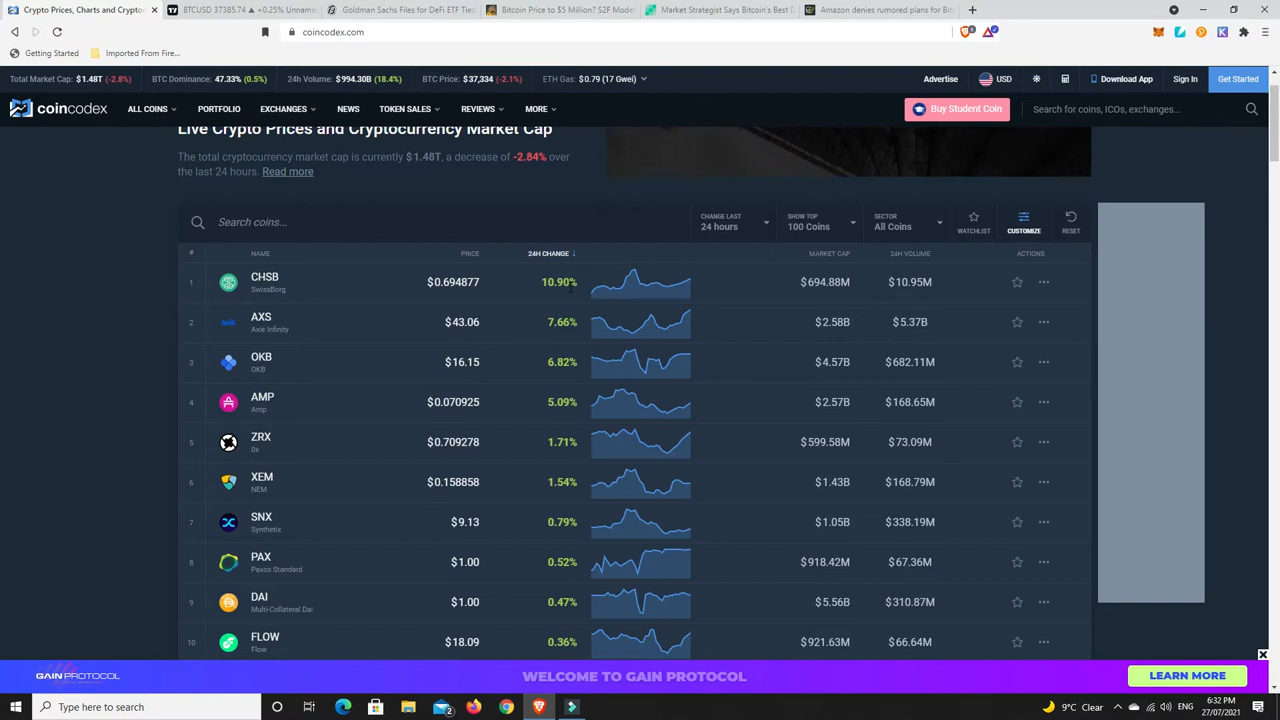 Crypto Prices, Charts and Cryptoc
BTCUSD 37385.74 ▲ +0.25% Unname
Goldman Sachs Files for DeFi ETF Tied
Bitcoin Price to $5 Million? S2F Model
Market Strategist Says Bitcoin's Best D
Amazon denies rumored plans for Bit
coincodex.com
Getting Started
Imported From Fire...
Total Market Cap: $1.48T (-2.8%)
BTC Dominance: 47.33% (0.5%)
24h Volume: $994.30B (18.4%)
BTC Price: $37,334 (-2.1%)
ETH Gas: $0.79 (17 Gwei)
Advertise
USD
Download App
Sign In
Get Started
coincodex
ALL COINS
PORTFOLIO
EXCHANGES
NEWS
TOKEN SALES
REVIEWS
MORE
Buy Student Coin
Search for coins, ICOs, exchanges...
Live Crypto Prices and Cryptocurrency Market Cap
The total cryptocurrency market cap is currently $1.48T, a decrease of -2.84% over
the last 24 hours. Read more
Search coins...
CHANGE LAST
24 hours
SHOW TOP
100 Coins
SECTOR
All Coins
WATCHLIST
CUSTOMIZE
RESET
# NAME PRICE 24H CHANGE ↓ MARKET CAP 24H VOLUME ACTIONS
1 CHSB $0.694877 10.90% $694.88M $10.95M
SwissBorg
2 AXS $43.06 7.66% $2.58B $5.37B
Axie Infinity
3 OKB $16.15 6.82% $4.57B $682.11M
OKB
4 AMP $0.070925 5.09% $2.57B $168.65M
Amp
5 ZRX $0.709278 1.71% $599.58M $73.09M
0x
6 XEM $0.158858 1.54% $1.43B $168.79M
NEM
7 SNX $9.13 0.79% $1.05B $338.19M
Synthetix
8 PAX $1.00 0.52% $918.42M $67.36M
Paxos Standard
9 DAI $1.00 0.47% $5.56B $310.87M
Multi-Collateral Dai
10 FLOW $18.09 0.36% $921.63M $66.64M
Flow
GAIN PROTOCOL
WELCOME TO GAIN PROTOCOL
LEARN MORE
Type here to search
2
9°C Clear
6:32 PM
27/07/2021